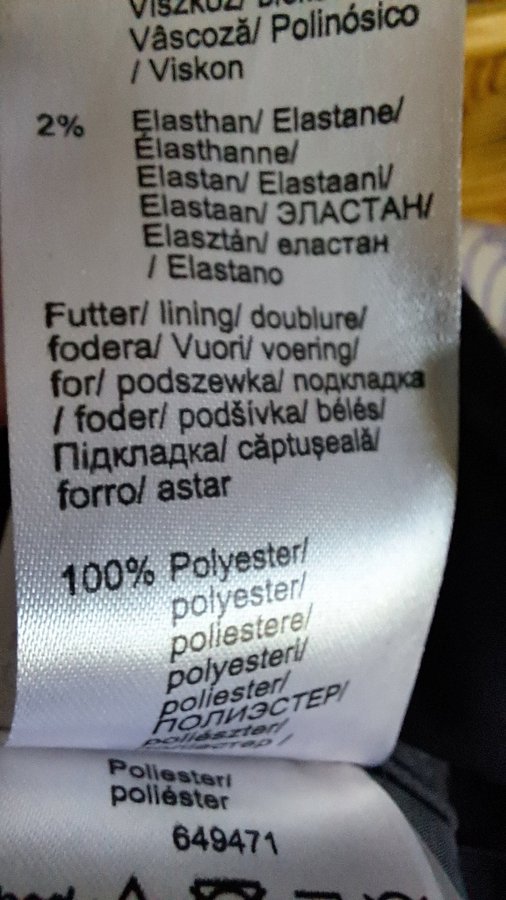 Vâscoză/ Polinósico
/ Viskon
2% Elasthan/ Elastane/
Élasthanne/
Elastan/ Elastaani/
Elastaan/ ЭЛАСТАН/
Elasztán/ еластан
/ Elastano
Futter/ lining/ doublure/
fodera/ Vuori/ voering/
for/ podszewka/ подкладка
/ foder/ podšívka/ bélés/
Підкладка/ căptuşeală/
forro/ astar
100% Polyester/
polyester/
poliestere/
polyesteri/
poliester/
ПОЛИЭСТЕР/
poliészter/
Poliester/
poliéster
649471